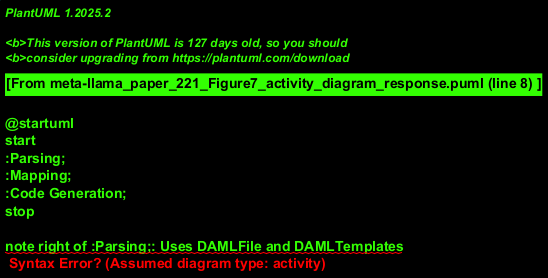 PlantUML 1.2025.2
<b>This version of PlantUML is 127 days old, so you should
<b>consider upgrading from https://plantuml.com/download
[From meta-llama_paper_221_Figure7_activity_diagram_response.puml (line 8) ]
@startuml
start
:Parsing;
:Mapping;
:Code Generation;
stop
note right of :Parsing;: Uses DAMLFile and DAMLTemplates
Syntax Error? (Assumed diagram type: activity)